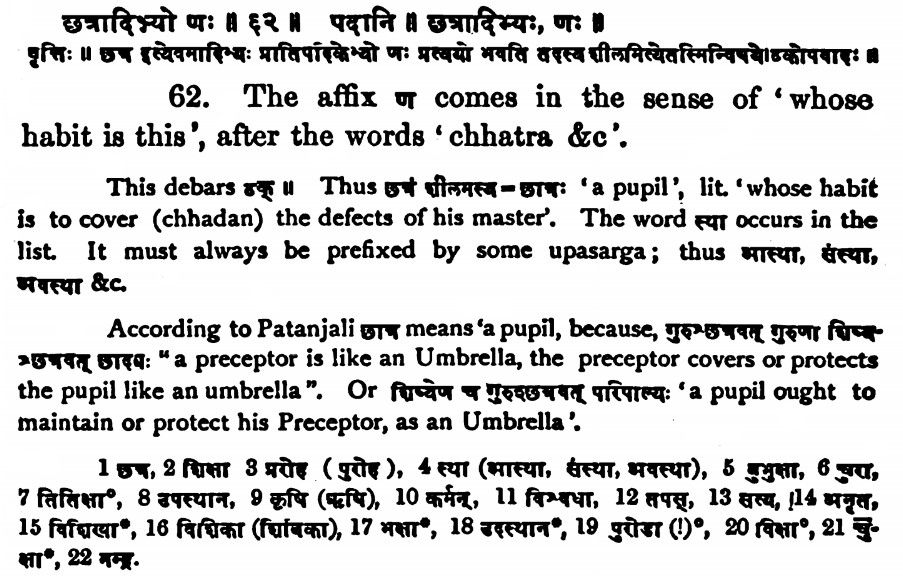 छत्रादिभ्यो णः ॥ ६२ ॥ पदानि ॥ छत्रादिभ्यः, णः ॥
वृत्तिः ॥ छत्र इत्येवमादिभ्यः प्रातिपदिकेभ्यो णः प्रत्ययो भवति तदस्य शीलमित्येतस्मिन्विषये। ठकोपवादः ॥
62. The affix ण comes in the sense of ‘whose
habit is this’, after the words ‘chhatra &c’.
This debars ठक् ॥ Thus छत्रं शीलमस्य = छात्रः ‘a pupil’, lit. ‘whose habit
is to cover (chhadan) the defects of his master’. The word स्था occurs in the
list. It must always be prefixed by some upasarga; thus आस्था, संस्था,
अवस्था &c.
According to Patanjali छात्र means ‘a pupil, because, गुरुश्छत्रवत् गुरुणा शिष्य-
श्छत्रवत् छाद्यः “a preceptor is like an Umbrella, the preceptor covers or protects
the pupil like an umbrella”. Or शिष्येण च गुरुश्छत्रवत् परिपाल्यः ‘a pupil ought to
maintain or protect his Preceptor, as an Umbrella’.
1 छत्र, 2 शिक्षा 3 प्ररोह (पुरोह), 4 स्था (आस्था, संस्था, अवस्था), 5 बुभुक्षा, 6 चुरा,
7 तितिक्षा°, 8 उपस्थान, 9 कृषि (ऋषि), 10 कर्मन्, 11 विश्वधा, 12 तपस्, 13 सत्य, 14 अनृत,
15 विशिखा°, 16 विशिका (शिबिका), 17 भक्षा°, 18 उदस्थान°, 19 पुरोडा (!)°, 20 विक्षा°, 21 चु-
क्षा°, 22 मन्द्र.